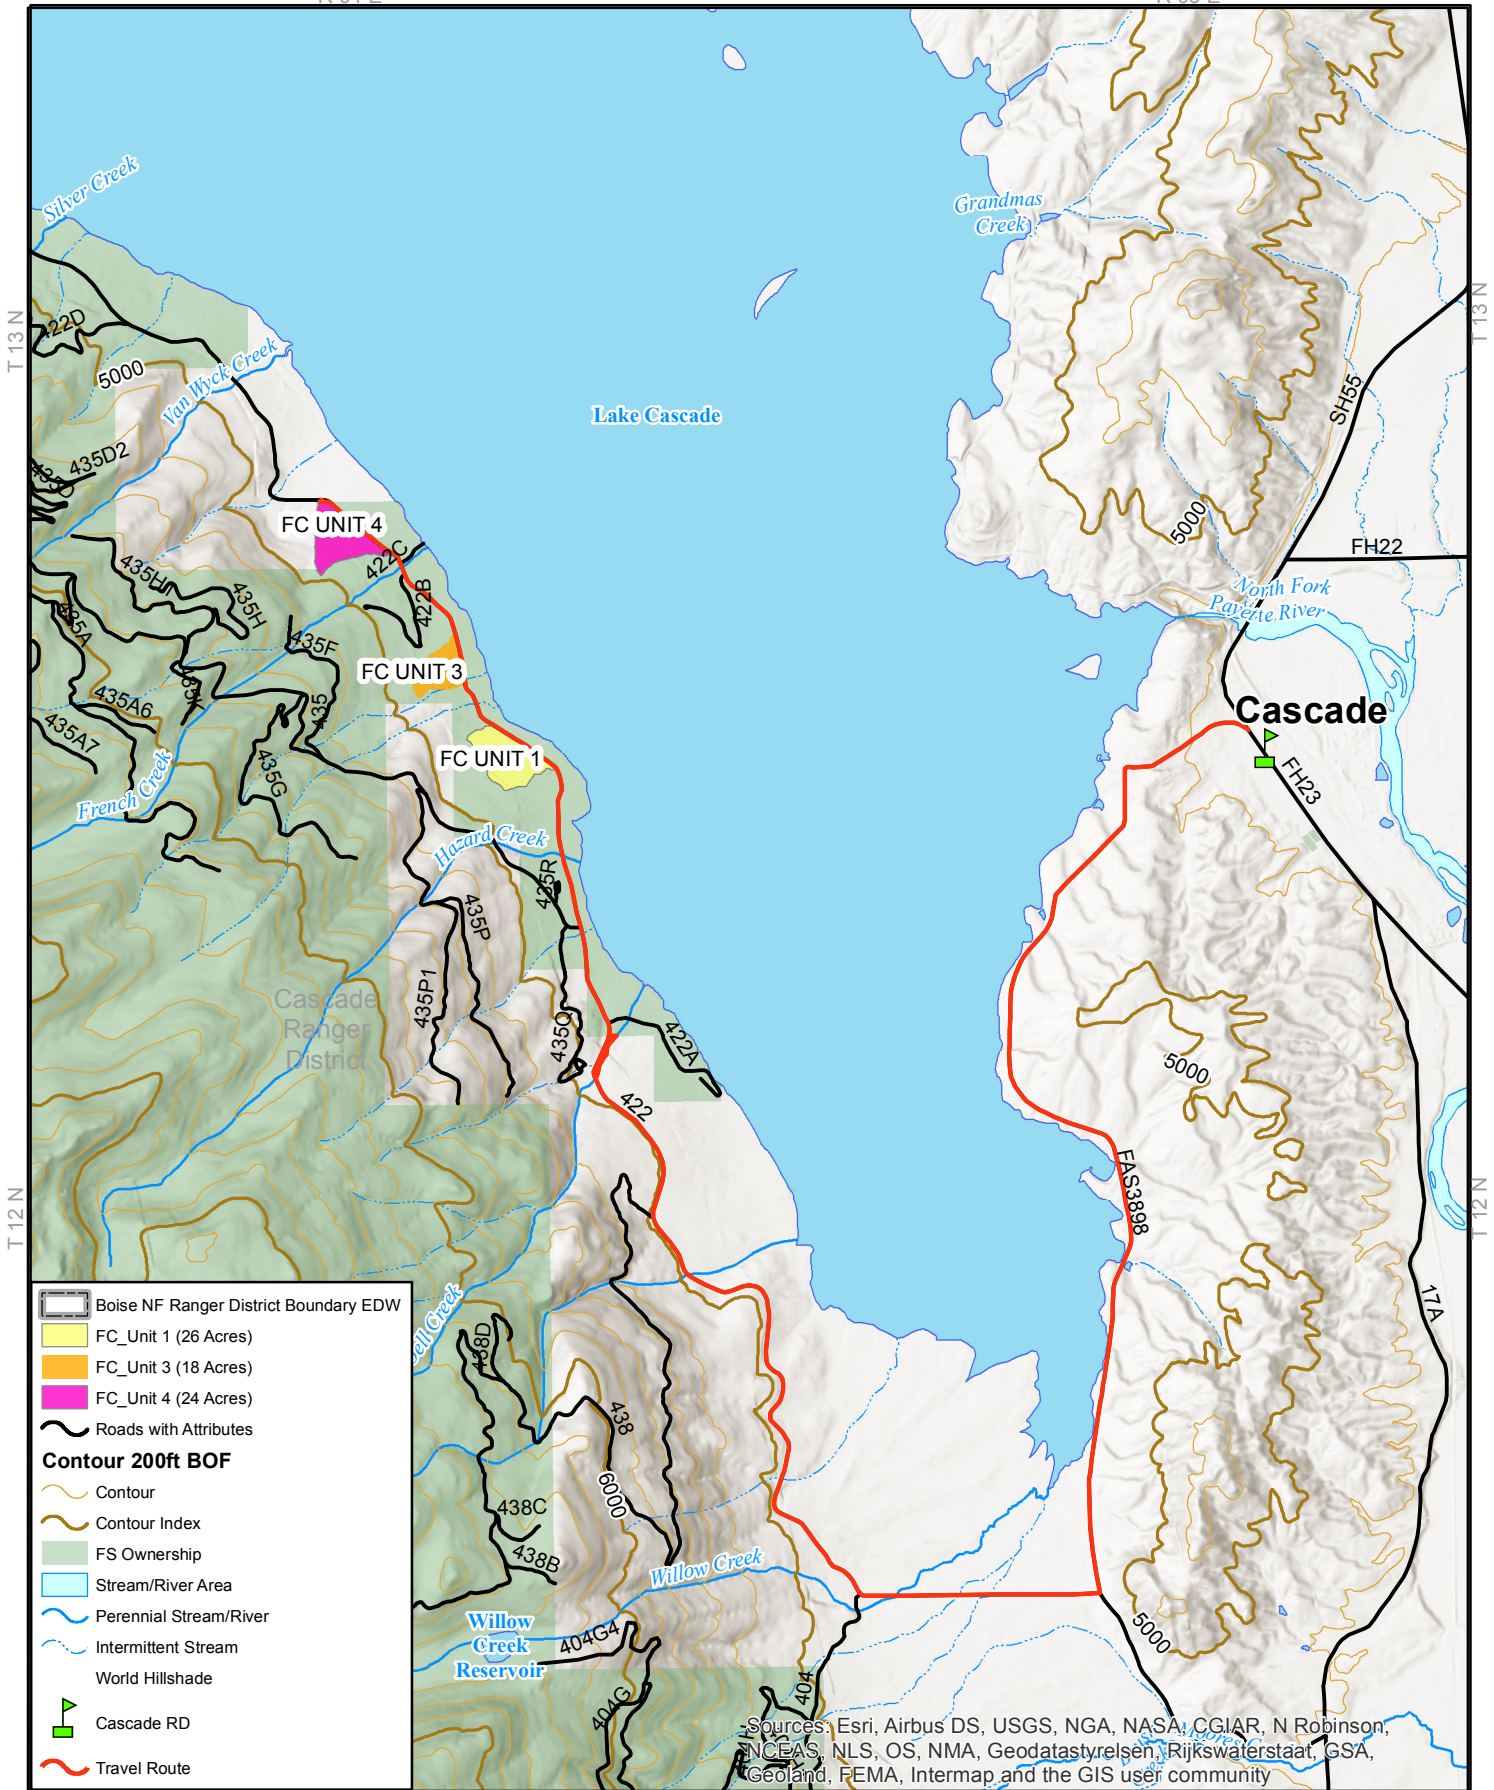 Silver Creek
Grandmas
Creek
T 13 N
T 13 N
422D
5000
Van Wyck Creek
Lake Cascade
SH55
435D2
FC UNIT 4
5000
FH22
422C
435H
435H
422B
North Fork
Payette River
435A
435F
FC UNIT 3
435K
435A6
435
Cascade
435A7
435G
FC UNIT 1
FH23
French Creek
Hazard Creek
435R
435P
435P1
Cascade
Ranger
District
435Q
422A
5000
422
FAS3898
T 12 N
T 12 N
17A
438D
438
6000
438C
438B
Willow Creek
Willow
Creek
Reservoir
404G4
5000
404G
404
Boise NF Ranger District Boundary EDW
FC_Unit 1 (26 Acres)
FC_Unit 3 (18 Acres)
FC_Unit 4 (24 Acres)
Roads with Attributes
Contour 200ft BOF
Contour
Contour Index
FS Ownership
Stream/River Area
Perennial Stream/River
Intermittent Stream
World Hillshade
Cascade RD
Travel Route
Sources: Esri, Airbus DS, USGS, NGA, NASA, CGIAR, N Robinson,
NCEAS, NLS, OS, NMA, Geodatastyrelsen, Rijkswaterstaat, GSA,
Geoland, FEMA, Intermap and the GIS user community